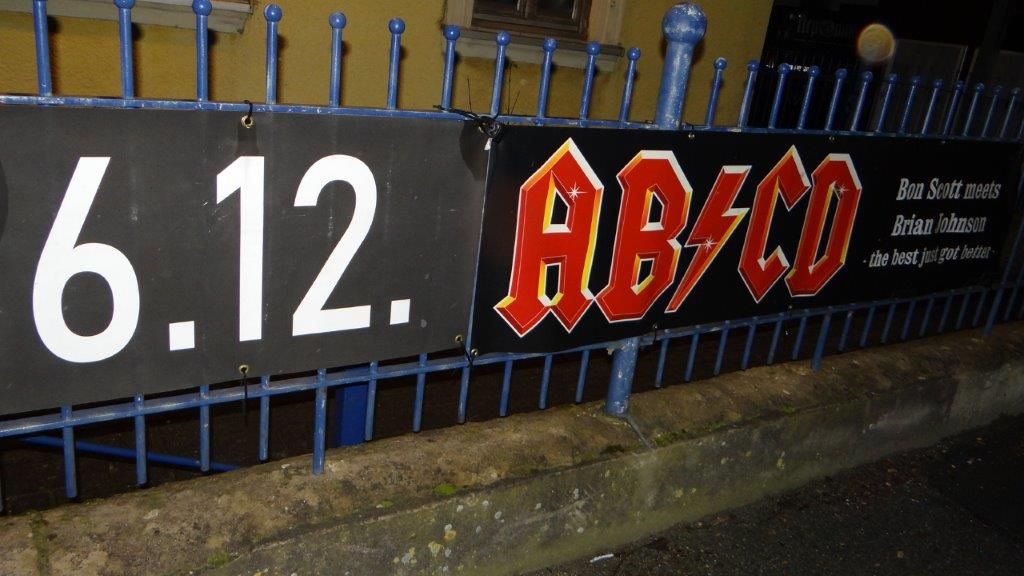 6.12.
AB⚡CD
Bon Scott meets
Brian Johnson
- the best just got better -